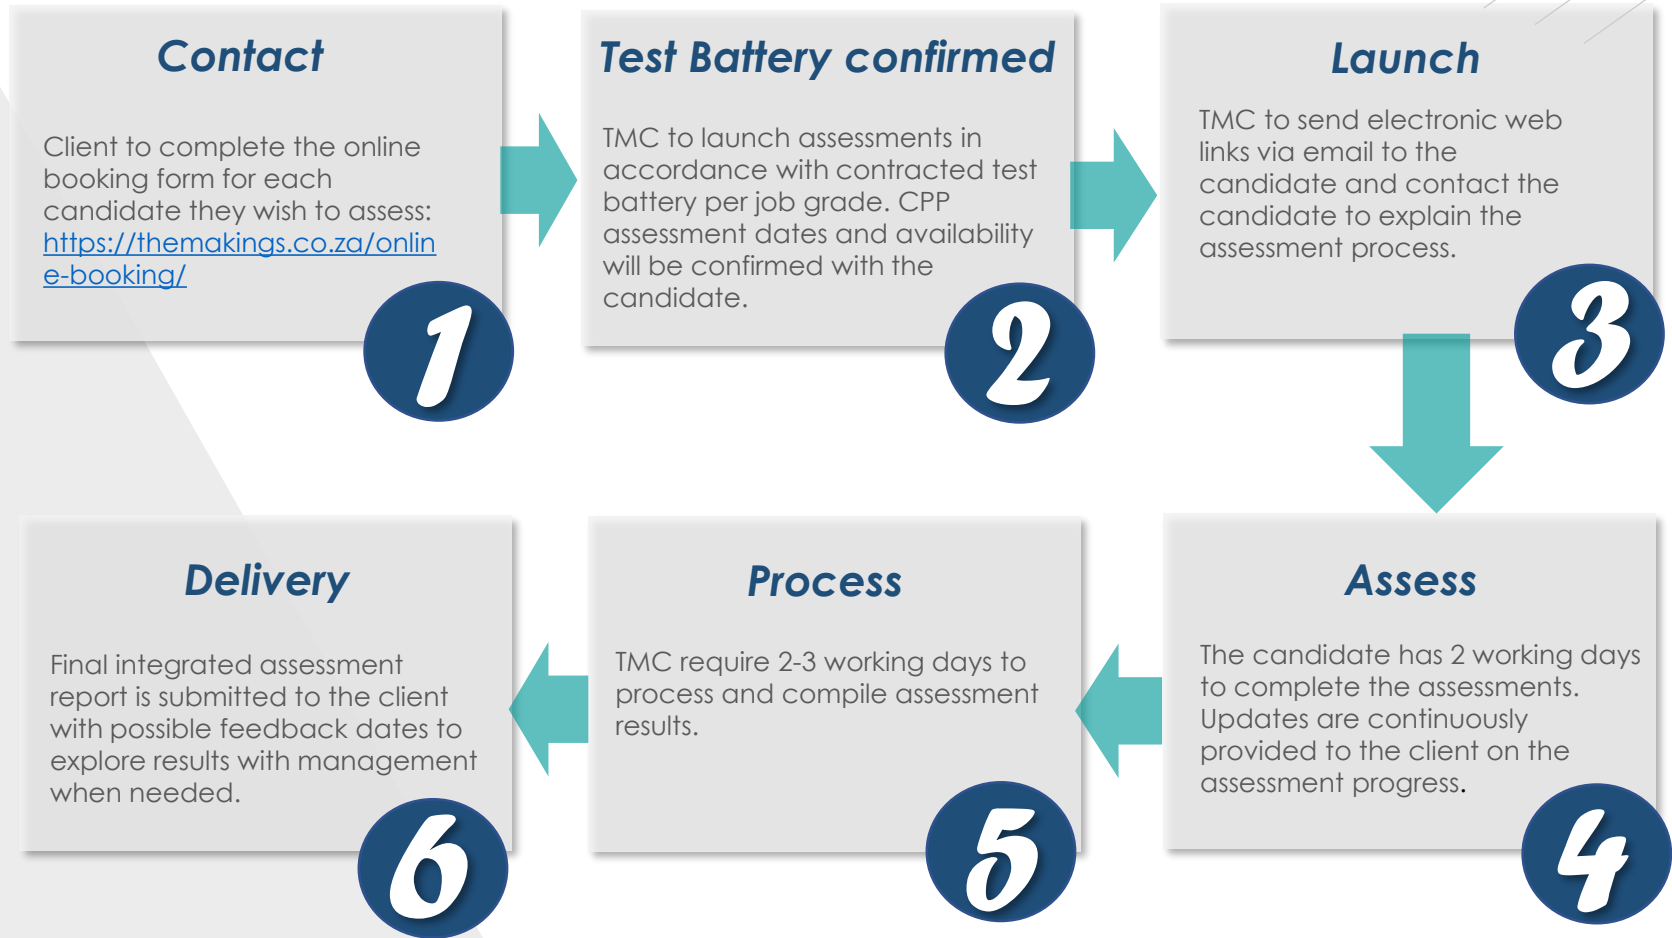 Contact
Client to complete the online
booking form for each
candidate they wish to assess:
https://themakings.co.za/onlin
e-booking/
1
Test Battery confirmed
TMC to launch assessments in
accordance with contracted test
battery per job grade. CPP
assessment dates and availability
will be confirmed with the
candidate.
2
Launch
TMC to send electronic web
links via email to the
candidate and contact the
candidate to explain the
assessment process.
3
Assess
The candidate has 2 working days
to complete the assessments.
Updates are continuously
provided to the client on the
assessment progress.
4
Process
TMC require 2-3 working days to
process and compile assessment
results.
5
Delivery
Final integrated assessment
report is submitted to the client
with possible feedback dates to
explore results with management
when needed.
6